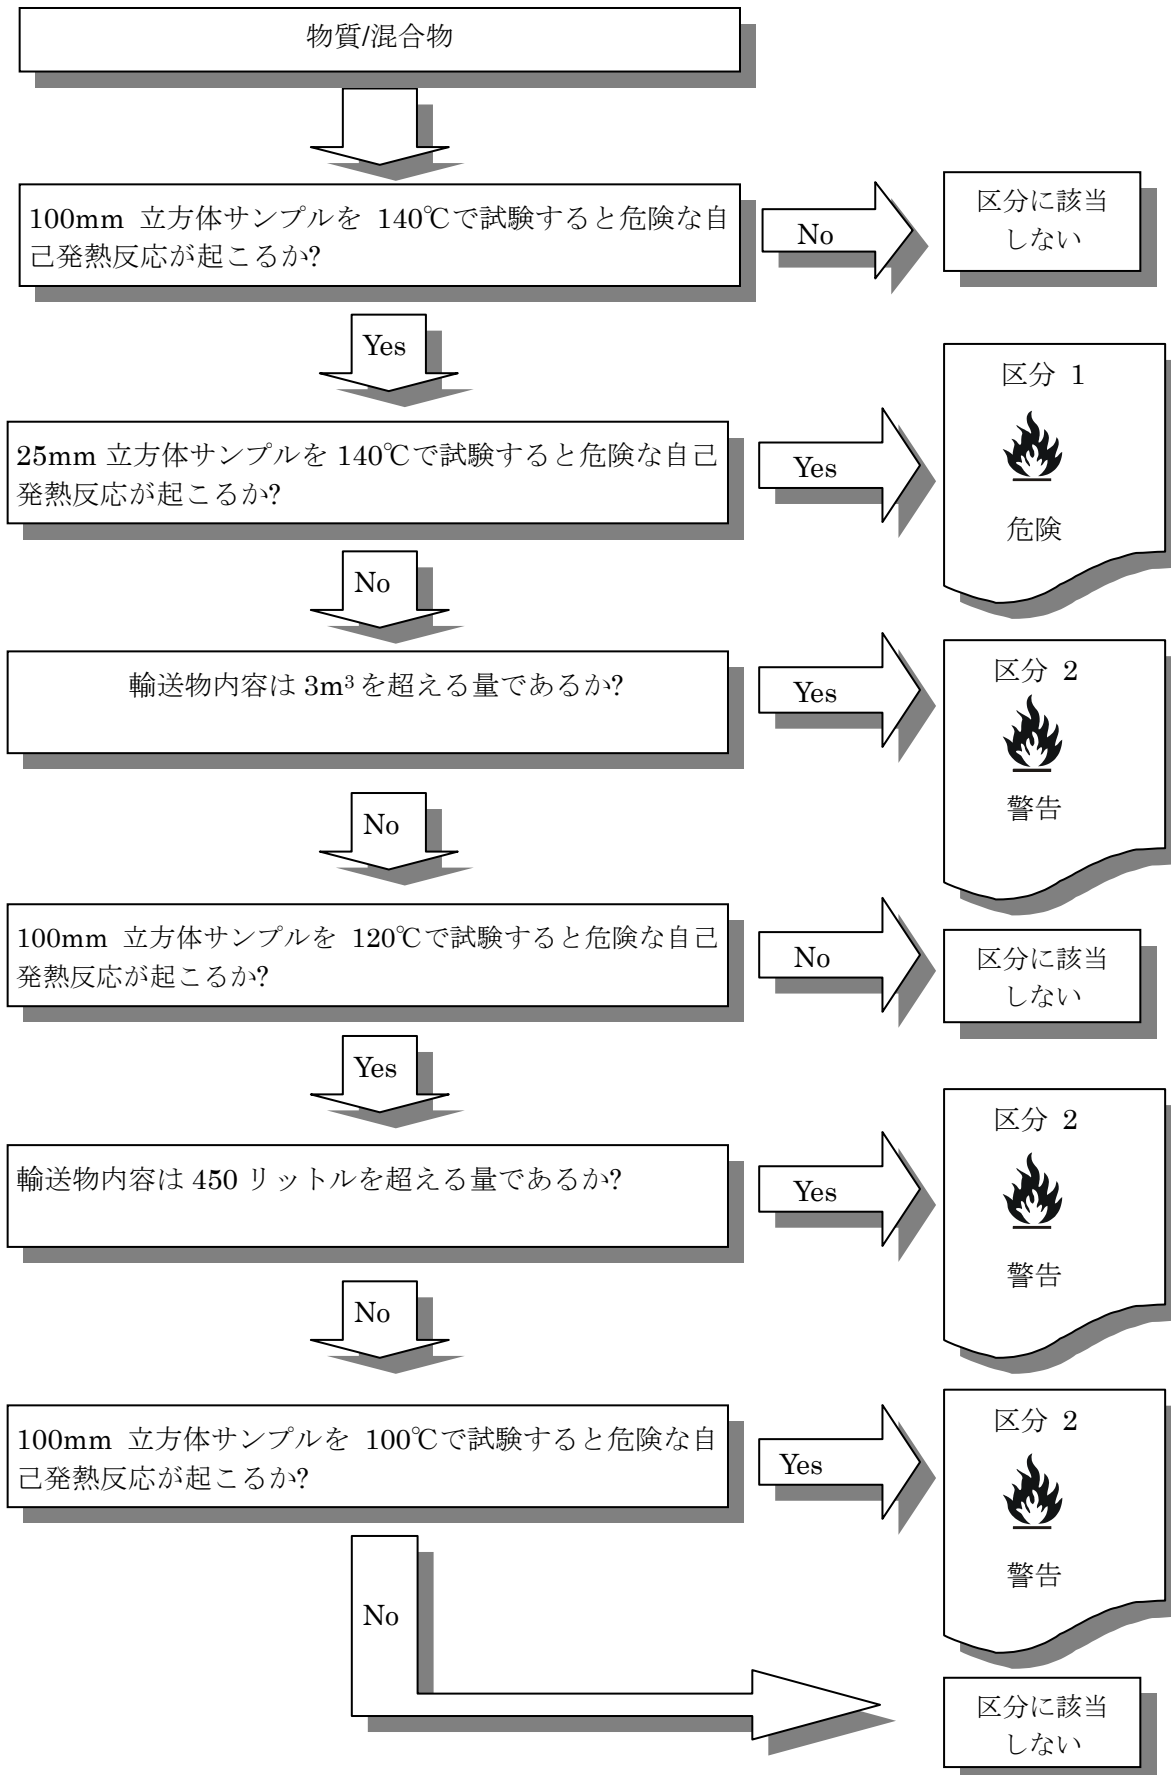 物質/混合物
100mm 立方体サンプルを 140℃で試験すると危険な自
己発熱反応が起こるか?
No
区分に該当
しない
Yes
25mm 立方体サンプルを 140℃で試験すると危険な自己
発熱反応が起こるか?
Yes
区分 1
危険
No
輸送物内容は 3m³を超える量であるか?
Yes
区分 2
警告
No
100mm 立方体サンプルを 120℃で試験すると危険な自己
発熱反応が起こるか?
No
区分に該当
しない
Yes
輸送物内容は 450 リットルを超える量であるか?
Yes
区分 2
警告
No
100mm 立方体サンプルを 100℃で試験すると危険な自
己発熱反応が起こるか?
Yes
区分 2
警告
No
区分に該当
しない